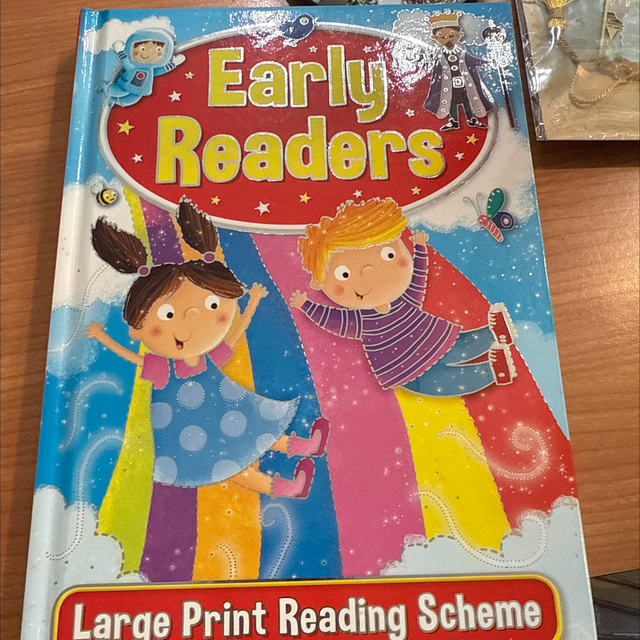 Early
Readers
Large Print Reading Scheme